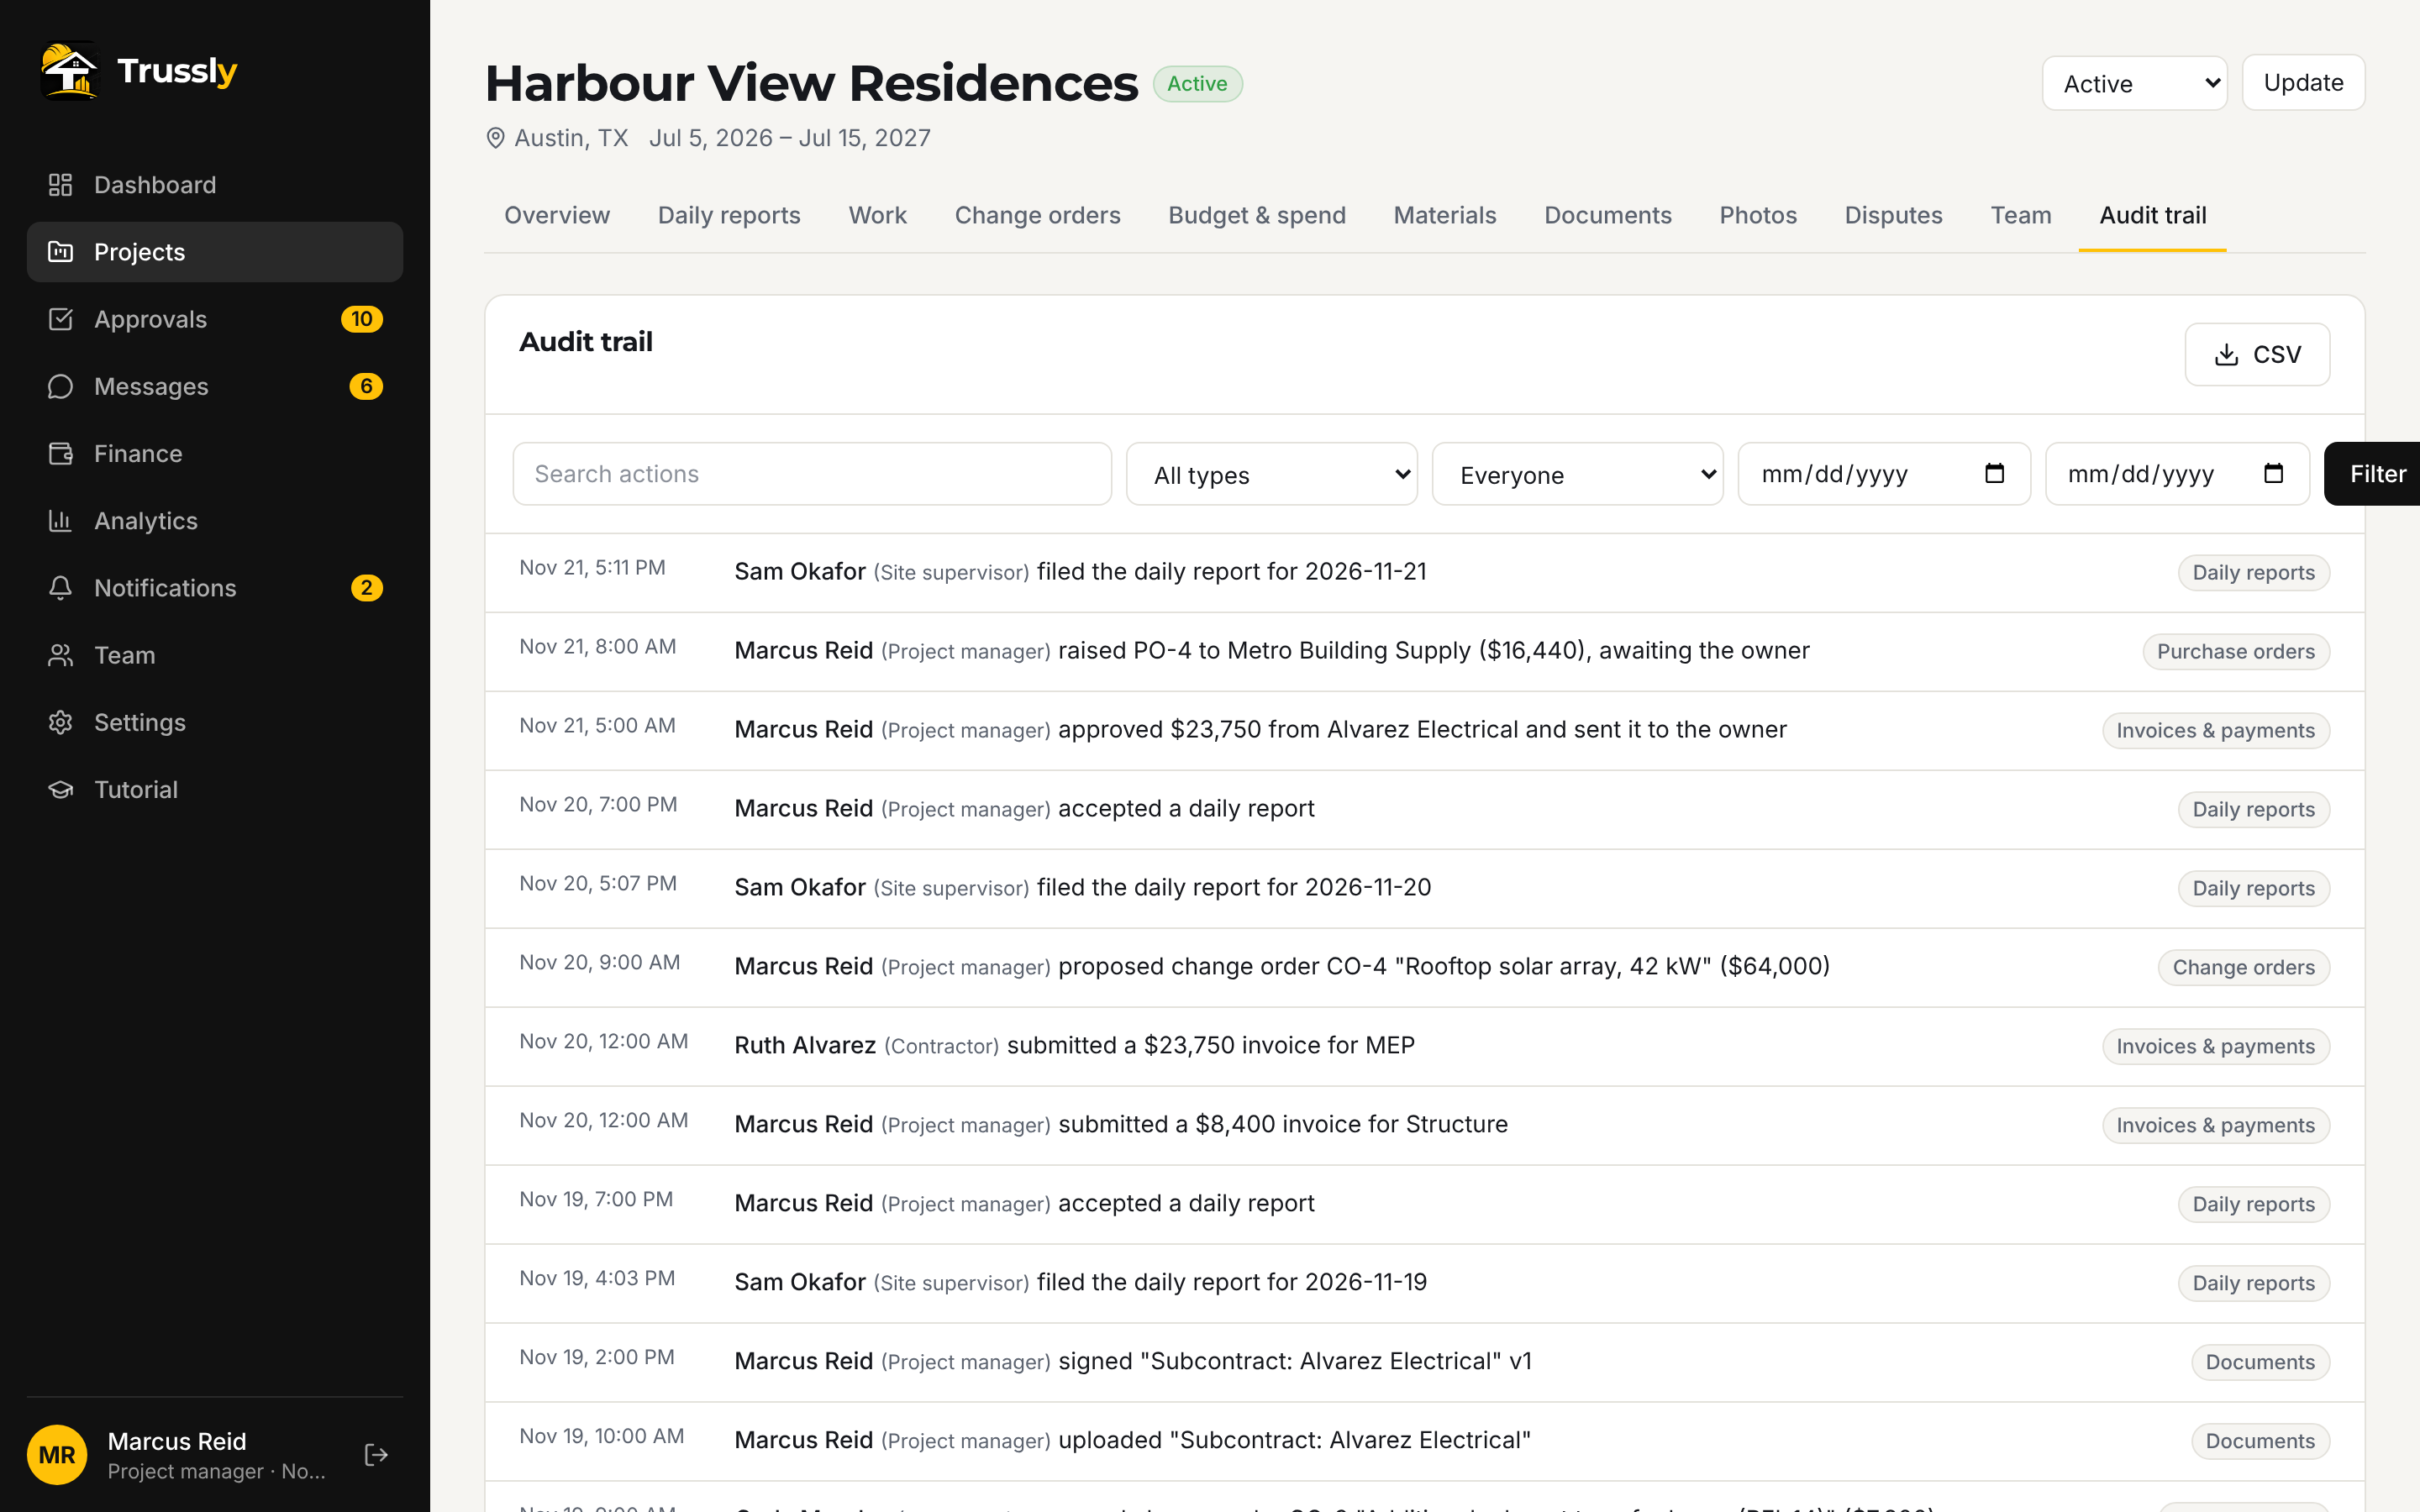 Trussly
Dashboard
Projects
Approvals 10
Messages 6
Finance
Analytics
Notifications 2
Team
Settings
Tutorial
MR
Marcus Reid
Project manager · No...
Harbour View Residences Active
Active Update
Austin, TX Jul 5, 2026 – Jul 15, 2027
Overview Daily reports Work Change orders Budget & spend Materials Documents Photos Disputes Team Audit trail
Audit trail CSV
Search actions All types Everyone mm/dd/yyyy mm/dd/yyyy Filter
Nov 21, 5:11 PM Sam Okafor (Site supervisor) filed the daily report for 2026-11-21 Daily reports
Nov 21, 8:00 AM Marcus Reid (Project manager) raised PO-4 to Metro Building Supply ($16,440), awaiting the owner Purchase orders
Nov 21, 5:00 AM Marcus Reid (Project manager) approved $23,750 from Alvarez Electrical and sent it to the owner Invoices & payments
Nov 20, 7:00 PM Marcus Reid (Project manager) accepted a daily report Daily reports
Nov 20, 5:07 PM Sam Okafor (Site supervisor) filed the daily report for 2026-11-20 Daily reports
Nov 20, 9:00 AM Marcus Reid (Project manager) proposed change order CO-4 "Rooftop solar array, 42 kW" ($64,000) Change orders
Nov 20, 12:00 AM Ruth Alvarez (Contractor) submitted a $23,750 invoice for MEP Invoices & payments
Nov 20, 12:00 AM Marcus Reid (Project manager) submitted a $8,400 invoice for Structure Invoices & payments
Nov 19, 7:00 PM Marcus Reid (Project manager) accepted a daily report Daily reports
Nov 19, 4:03 PM Sam Okafor (Site supervisor) filed the daily report for 2026-11-19 Daily reports
Nov 19, 2:00 PM Marcus Reid (Project manager) signed "Subcontract: Alvarez Electrical" v1 Documents
Nov 19, 10:00 AM Marcus Reid (Project manager) uploaded "Subcontract: Alvarez Electrical" Documents